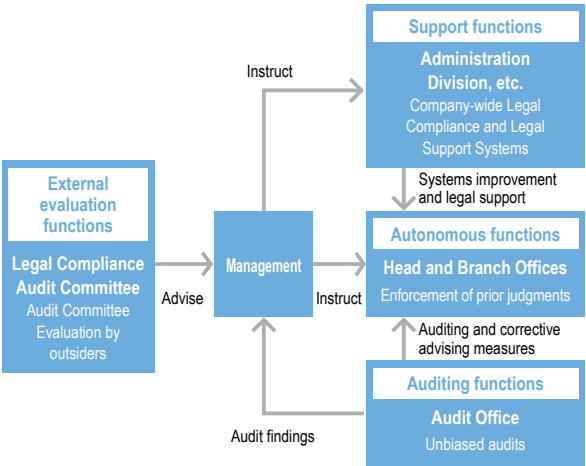 Support functions
Administration
Division, etc.
Company-wide Legal
Compliance and Legal
Support Systems
Instruct
Systems improvement
and legal support
External
evaluation
functions
Legal Compliance
Audit Committee
Audit Committee
Evaluation by
outsiders
Advise
Management
Instruct
Autonomous functions
Head and Branch Offices
Enforcement of prior judgments
Auditing and corrective
advising measures
Auditing functions
Audit Office
Unbiased audits
Audit findings